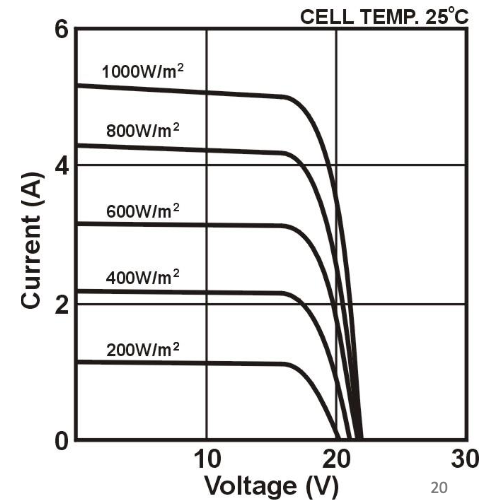 CELL TEMP. 25°C
6
1000W/m²
800W/m²
4
600W/m²
400W/m²
2
200W/m²
0
10
20
30
Current (A)
Voltage (V)
20